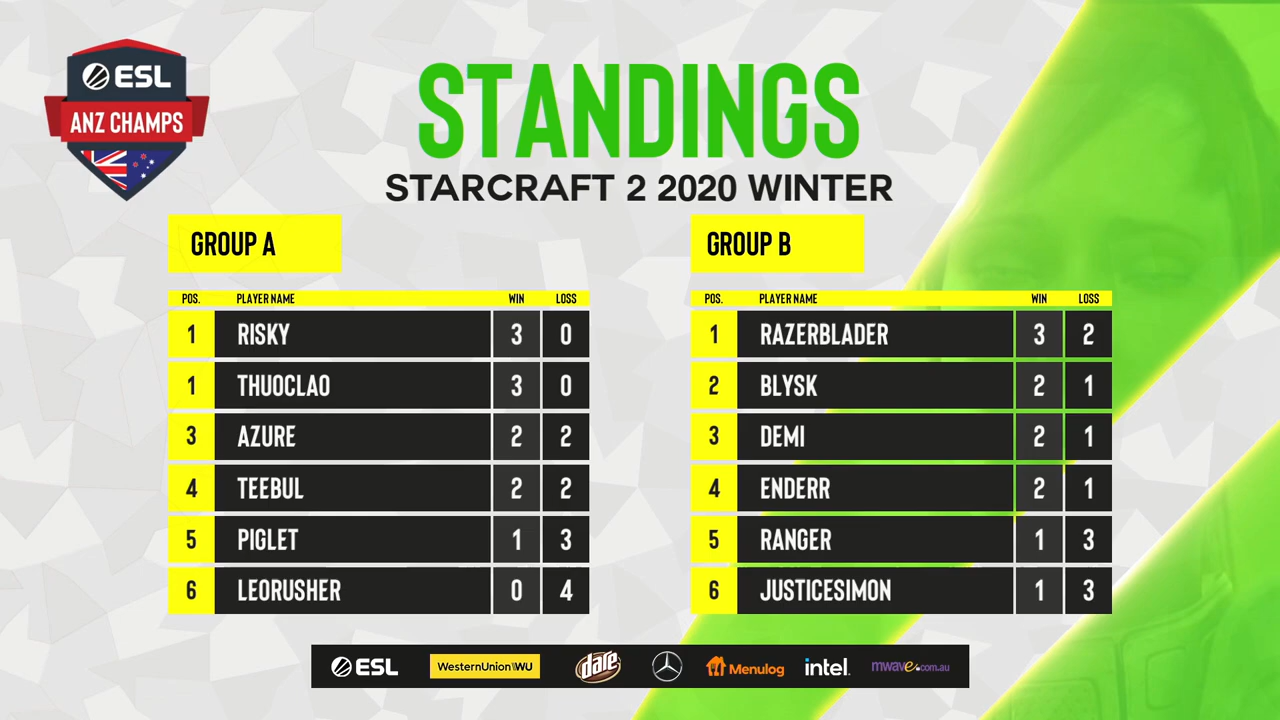 ESL
ANZ CHAMPS
STANDINGS
STARCRAFT 2 2020 WINTER
GROUP A
POS. PLAYER NAME WIN LOSS
1 RISKY 3 0
1 THUOCLAO 3 0
3 AZURE 2 2
4 TEEBUL 2 2
5 PIGLET 1 3
6 LEORUSHER 0 4
GROUP B
POS. PLAYER NAME WIN LOSS
1 RAZERBLADER 3 2
2 BLYSK 2 1
3 DEMI 2 1
4 ENDERR 2 1
5 RANGER 1 3
6 JUSTICESIMON 1 3
ESL WesternUnion WU dare Menulog intel. mwave.com.au